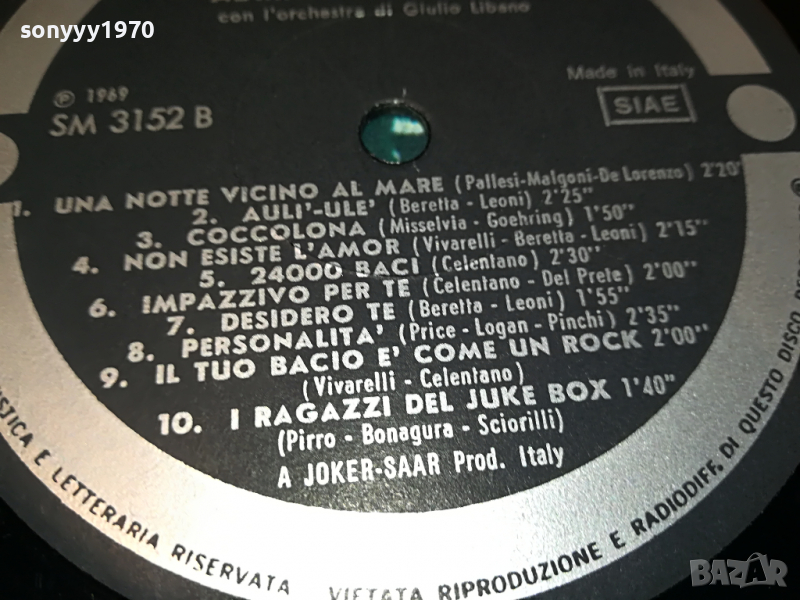 sonyyy1970
con l'orchestra di Giulio Libano
Made in Italy
℗ 1969
SM 3152 B
SIAE
1. UNA NOTTE VICINO AL MARE (Pallesi-Malgoni-De Lorenzo) 2'20"
2. AULI'-ULE' (Beretta - Leoni) 2'25"
3. COCCOLONA (Misselvia - Goehring) 1'50"
4. NON ESISTE L'AMOR (Vivarelli - Beretta - Leoni) 2'15"
5. 24000 BACI (Celentano) 2'30"
6. IMPAZZIVO PER TE (Celentano - Del Prete) 2'00"
7. DESIDERO TE (Beretta - Leoni) 1'55"
8. PERSONALITA' (Price - Logan - Pinchi) 2'35"
9. IL TUO BACIO E' COME UN ROCK 2'00"
(Vivarelli - Celentano)
10. I RAGAZZI DEL JUKE BOX 1'40"
(Pirro - Bonagura - Sciorilli)
A JOKER-SAAR Prod. Italy
E LETTERARIA RISERVATA
VIETATA RIPRODUZIONE E RADIODIFF. DI QUESTO DISCO
BAZAR